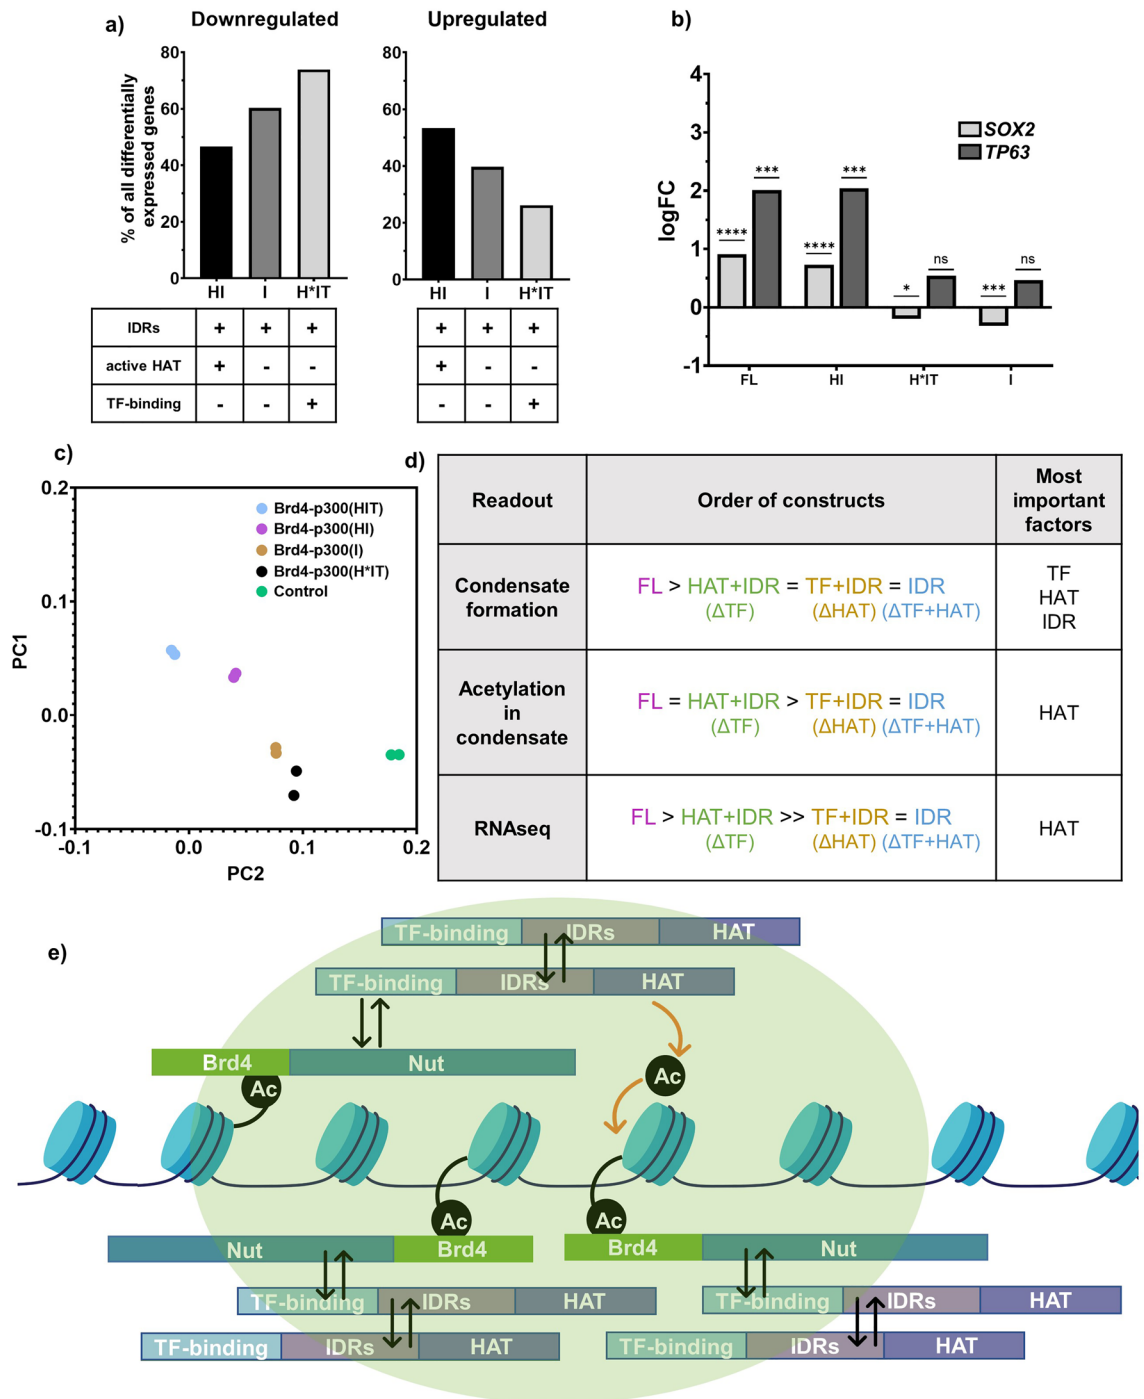 a)
Downregulated
Upregulated
% of all differentially
expressed genes
80
60
40
20
0
HI I H*IT
80
60
40
20
0
HI I H*IT
IDRs + + +
active HAT + - -
TF-binding - - +
+ + +
+ - -
- - +
b)
logFC
4
3
2
1
0
-1
SOX2
TP63
**** ***
**** ***
* ns
*** ns
FL HI H*IT I
c)
PC1
0.2
0.1
0.0
-0.1
-0.1 0.0 0.1 0.2
PC2
Brd4-p300(HIT)
Brd4-p300(HI)
Brd4-p300(I)
Brd4-p300(H*IT)
Control
d)
Readout
Order of constructs
Most
important
factors
Condensate
formation
FL > HAT+IDR = TF+IDR = IDR
(ΔTF) (ΔHAT) (ΔTF+HAT)
TF
HAT
IDR
Acetylation
in
condensate
FL = HAT+IDR > TF+IDR = IDR
(ΔTF) (ΔHAT) (ΔTF+HAT)
HAT
RNAseq
FL > HAT+IDR >> TF+IDR = IDR
(ΔTF) (ΔHAT) (ΔTF+HAT)
HAT
e)
TF-binding IDRs HAT
TF-binding IDRs HAT
Brd4 Nut
Ac
Ac
Ac
Ac
Nut Brd4
Brd4 Nut
TF-binding IDRs HAT
TF-binding IDRs HAT
TF-binding IDRs HAT
TF-binding IDRs HAT